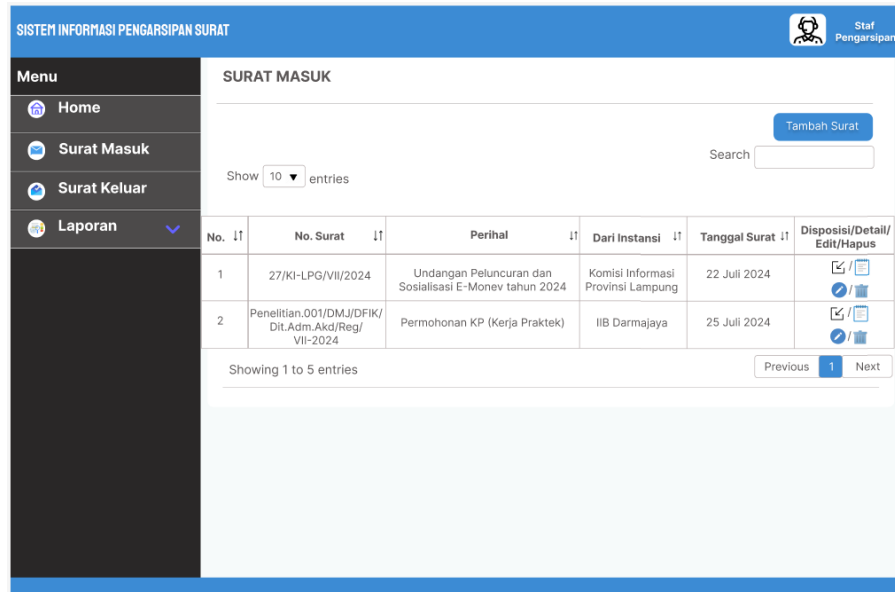 SISTEM INFORMASI PENGARSIPAN SURAT
Staf
Pengarsipan
Menu
Home
Surat Masuk
Surat Keluar
Laporan
SURAT MASUK
Tambah Surat
Search
Show 10 entries
No. No. Surat Perihal Dari Instansi Tanggal Surat Disposisi/Detail/
Edit/Hapus
1 27/KI-LPG/VII/2024 Undangan Peluncuran dan
Sosialisasi E-Monev tahun 2024 Komisi Informasi
Provinsi Lampung 22 Juli 2024 /
/
2 Penelitian.001/DMJ/DFIK/
Dit.Adm.Akd/Reg/
VII-2024 Permohonan KP (Kerja Praktek) IIB Darmajaya 25 Juli 2024 /
/
Showing 1 to 5 entries
Previous 1 Next